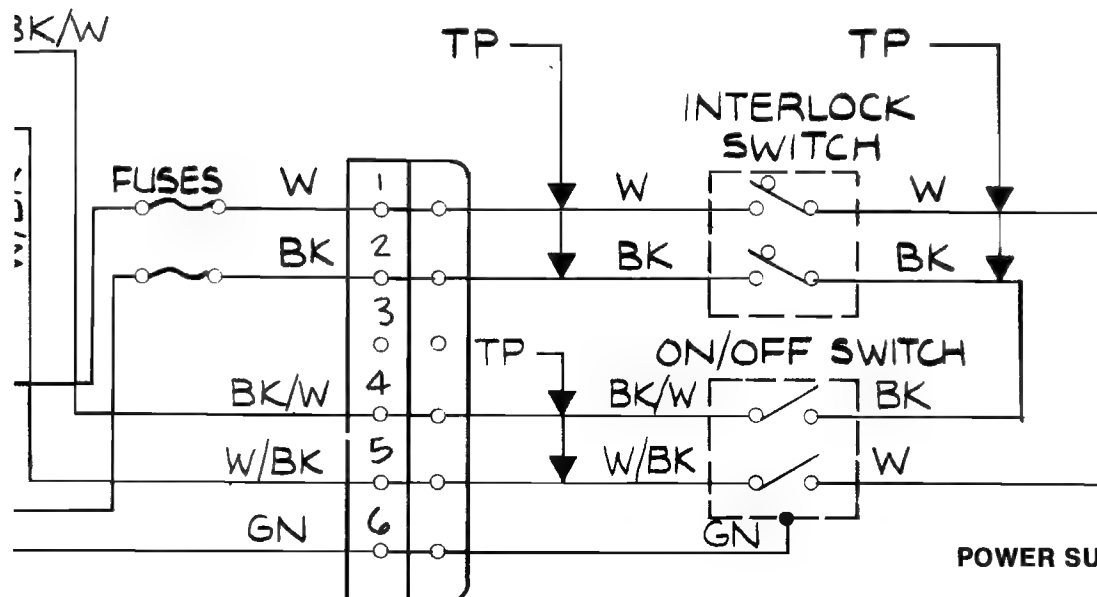 BK/W
TP
TP
INTERLOCK
SWITCH
FUSES
W
1
W
W
W/BK
BK
2
BK
BK
3
TP
ON/OFF SWITCH
BK/W
4
BK/W
BK
W/BK
5
W/BK
W
GN
6
GN
POWER SU